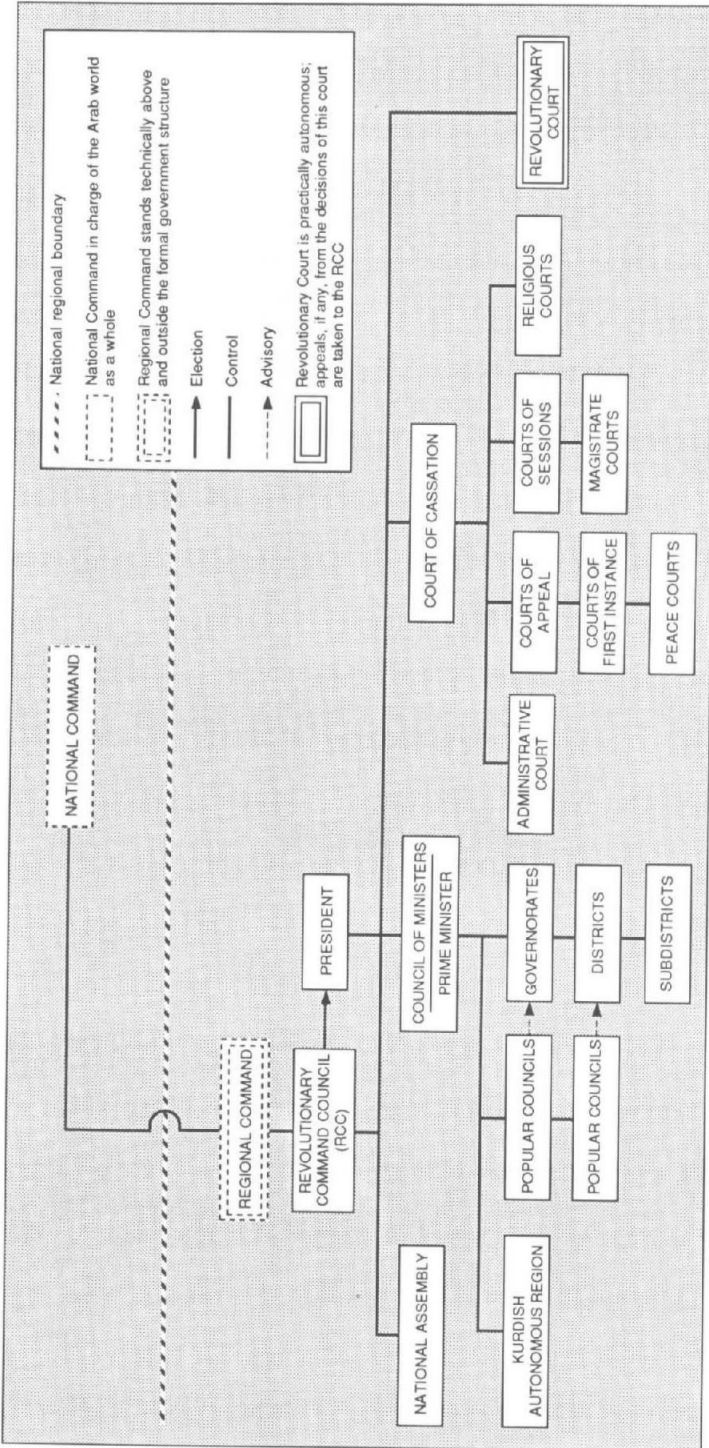 National regional boundary
National Command in charge of the Arab world
as a whole
Regional Command stands technically above
and outside the formal government structure
Election
Control
Advisory
Revolutionary Court is practically autonomous;
appeals, if any, from the decisions of this court
are taken to the RCC
NATIONAL COMMAND
REGIONAL COMMAND
REVOLUTIONARY
COMMAND COUNCIL
(RCC)
PRESIDENT
NATIONAL ASSEMBLY
COUNCIL OF MINISTERS
PRIME MINISTER
COURT OF CASSATION
REVOLUTIONARY
COURT
KURDISH
AUTONOMOUS REGION
POPULAR COUNCILS
GOVERNORATES
POPULAR COUNCILS
DISTRICTS
SUBDISTRICTS
ADMINISTRATIVE
COURT
COURTS OF
APPEAL
COURTS OF
FIRST INSTANCE
PEACE COURTS
COURTS OF
SESSIONS
MAGISTRATE
COURTS
RELIGIOUS
COURTS